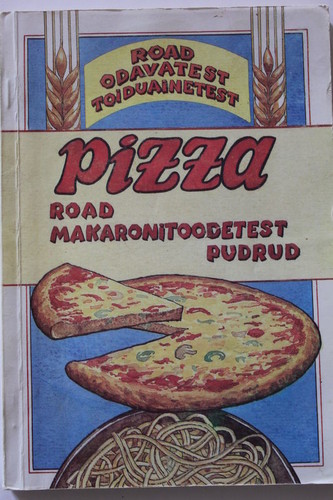 ROAD
ODAVATEST
TOIDUAINETEST
pizza
ROAD
MAKARONITOODETEST
PUDRUD